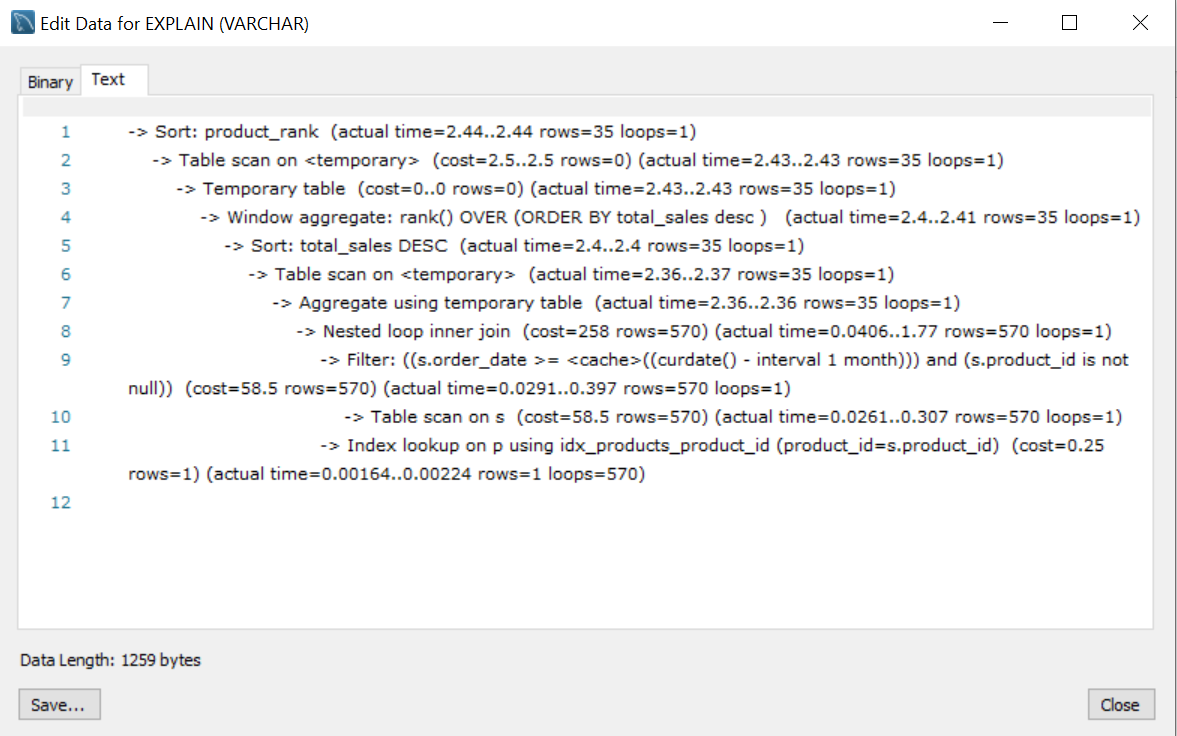 Edit Data for EXPLAIN (VARCHAR)
Binary Text
1 -> Sort: product_rank (actual time=2.44..2.44 rows=35 loops=1)
2 -> Table scan on <temporary> (cost=2.5..2.5 rows=0) (actual time=2.43..2.43 rows=35 loops=1)
3 -> Temporary table (cost=0..0 rows=0) (actual time=2.43..2.43 rows=35 loops=1)
4 -> Window aggregate: rank() OVER (ORDER BY total_sales desc ) (actual time=2.4..2.41 rows=35 loops=1)
5 -> Sort: total_sales DESC (actual time=2.4..2.4 rows=35 loops=1)
6 -> Table scan on <temporary> (actual time=2.36..2.37 rows=35 loops=1)
7 -> Aggregate using temporary table (actual time=2.36..2.36 rows=35 loops=1)
8 -> Nested loop inner join (cost=258 rows=570) (actual time=0.0406..1.77 rows=570 loops=1)
9 -> Filter: ((s.order_date >= <cache>((curdate() - interval 1 month))) and (s.product_id is not
null)) (cost=58.5 rows=570) (actual time=0.0291..0.397 rows=570 loops=1)
10 -> Table scan on s (cost=58.5 rows=570) (actual time=0.0261..0.307 rows=570 loops=1)
11 -> Index lookup on p using idx_products_product_id (product_id=s.product_id) (cost=0.25
rows=1) (actual time=0.00164..0.00224 rows=1 loops=570)
12
Data Length: 1259 bytes
Save... Close